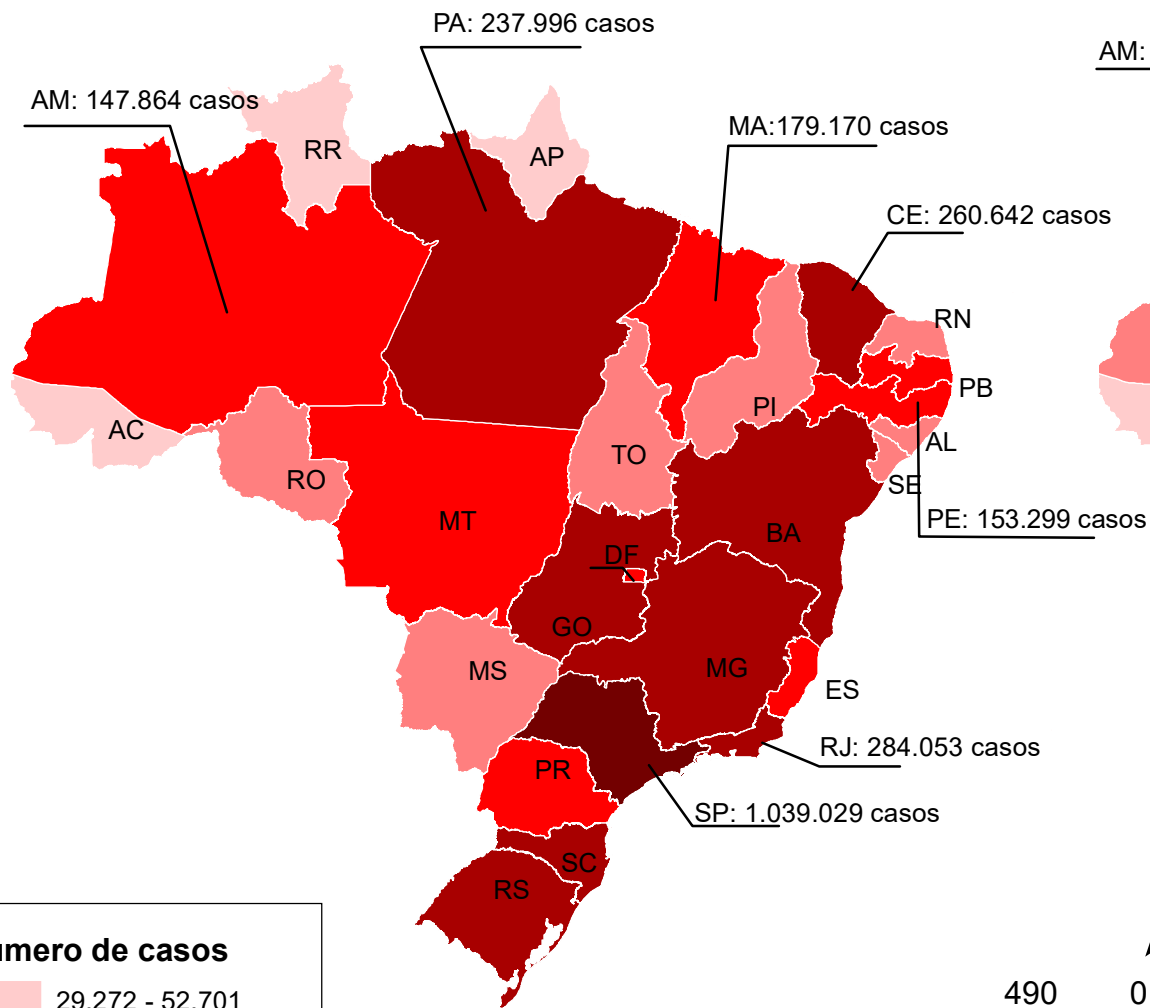 PA: 237.996 casos
AM:
AM: 147.864 casos
MA:179.170 casos
RR
AP
CE: 260.642 casos
RN
PB
PI
AC
AL
TO
RO
SE
MT
PE: 153.299 casos
BA
DF
GO
MG
MS
ES
RJ: 284.053 casos
PR
SP: 1.039.029 casos
SC
RS
úmero de casos
29.272 - 52.701
490 0